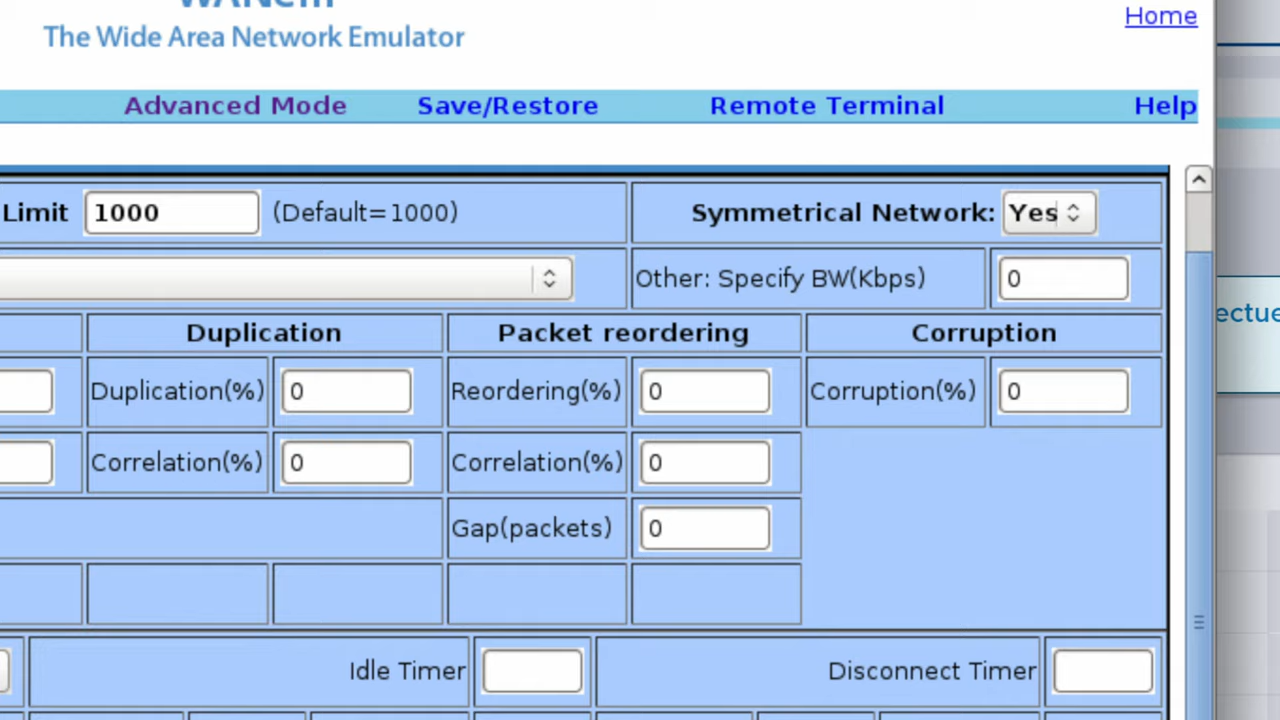 WANem
The Wide Area Network Emulator
Home
Advanced Mode Save/Restore Remote Terminal Help
Limit 1000 (Default=1000) Symmetrical Network: Yes
Other: Specify BW(Kbps) 0
Duplication Packet reordering Corruption
Duplication(%) 0 Reordering(%) 0 Corruption(%) 0
Correlation(%) 0 Correlation(%) 0
Gap(packets) 0
Idle Timer Disconnect Timer
ectue